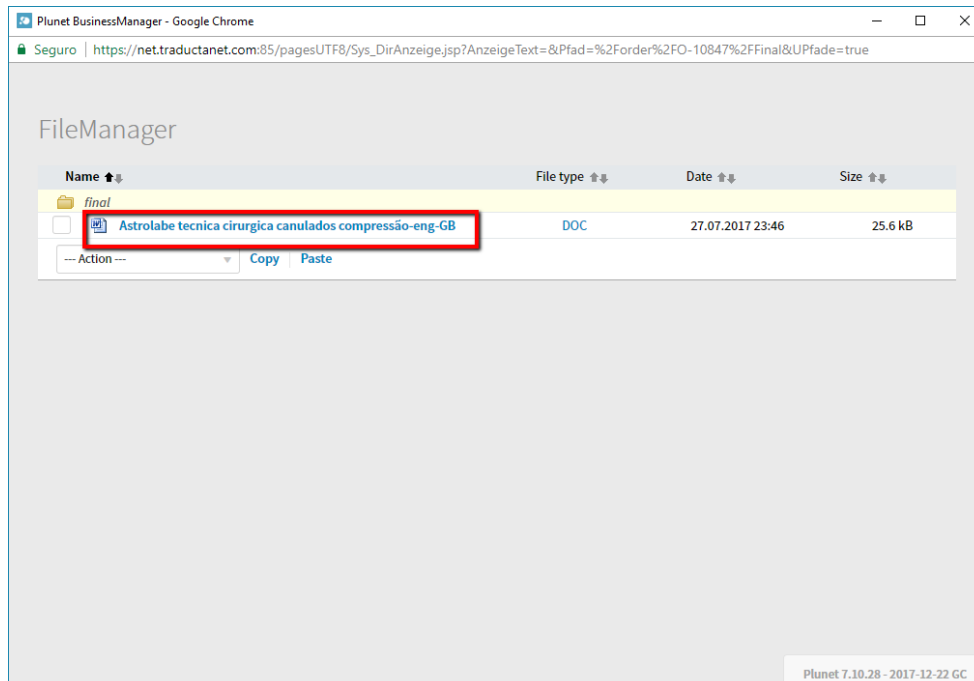 Plunet BusinessManager - Google Chrome
Seguro | https://net.traductanet.com:85/pagesUTF8/Sys_DirAnzeige.jsp?AnzeigeText=&Pfad=%2Forder%2FO-10847%2FFinal&UPfade=true
FileManager
Name File type Date Size
final
Astrolabe tecnica cirurgica canulados compressão-eng-GB DOC 27.07.2017 23:46 25.6 kB
--- Action --- Copy Paste
Plunet 7.10.28 - 2017-12-22 GC